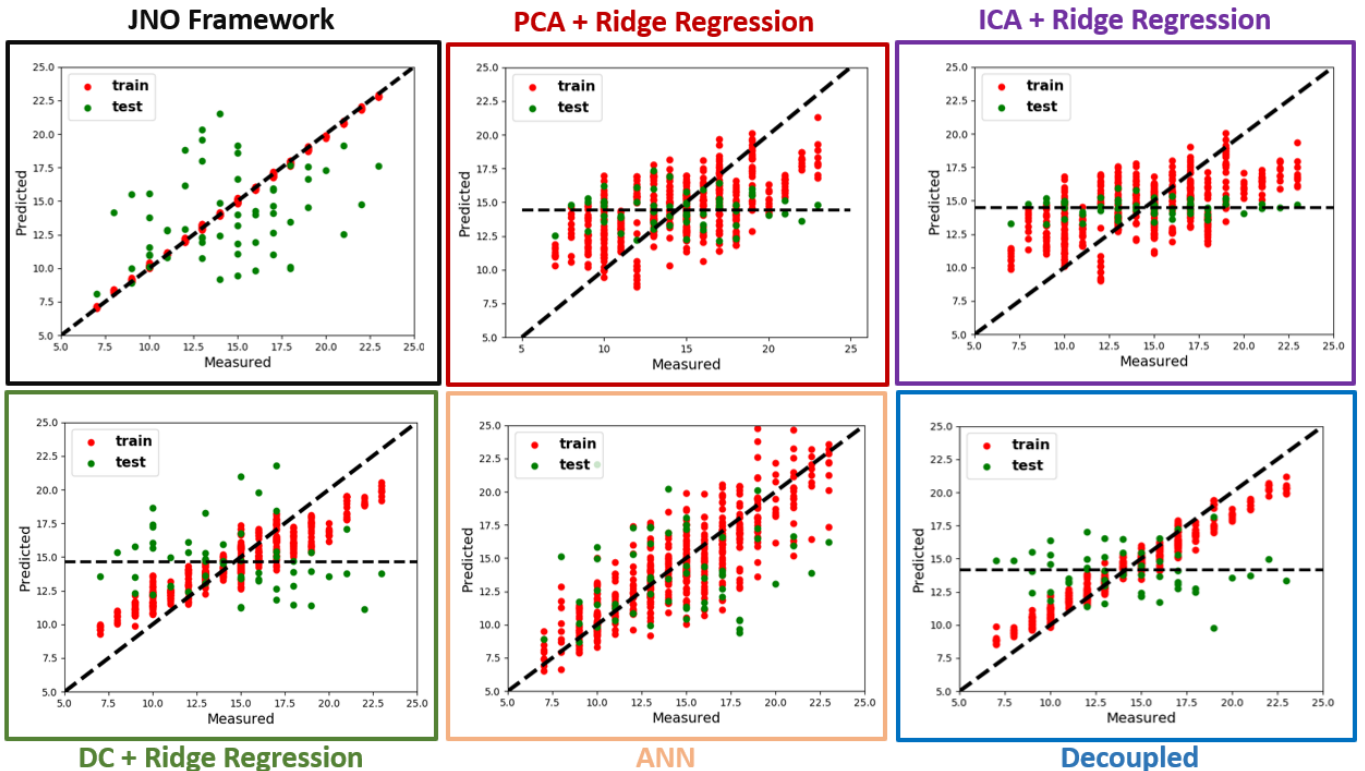 JNO Framework
PCA + Ridge Regression
ICA + Ridge Regression
train
test
25.0
22.5
20.0
17.5
15.0
12.5
10.0
7.5
5.0
Predicted
5.0 7.5 10.0 12.5 15.0 17.5 20.0 22.5 25.0
Measured
train
test
25.0
22.5
20.0
17.5
15.0
12.5
10.0
7.5
5.0
Predicted
5 10 15 20 25
Measured
train
test
25.0
22.5
20.0
17.5
15.0
12.5
10.0
7.5
5.0
Predicted
5.0 7.5 10.0 12.5 15.0 17.5 20.0 22.5 25.0
Measured
train
test
25.0
22.5
20.0
17.5
15.0
12.5
10.0
7.5
5.0
Predicted
5.0 7.5 10.0 12.5 15.0 17.5 20.0 22.5 25.0
Measured
train
test
25.0
22.5
20.0
17.5
15.0
12.5
10.0
7.5
5.0
Predicted
5.0 7.5 10.0 12.5 15.0 17.5 20.0 22.5 25.0
Measured
train
test
25.0
22.5
20.0
17.5
15.0
12.5
10.0
7.5
5.0
Predicted
5.0 7.5 10.0 12.5 15.0 17.5 20.0 22.5 25.0
Measured
DC + Ridge Regression
ANN
Decoupled